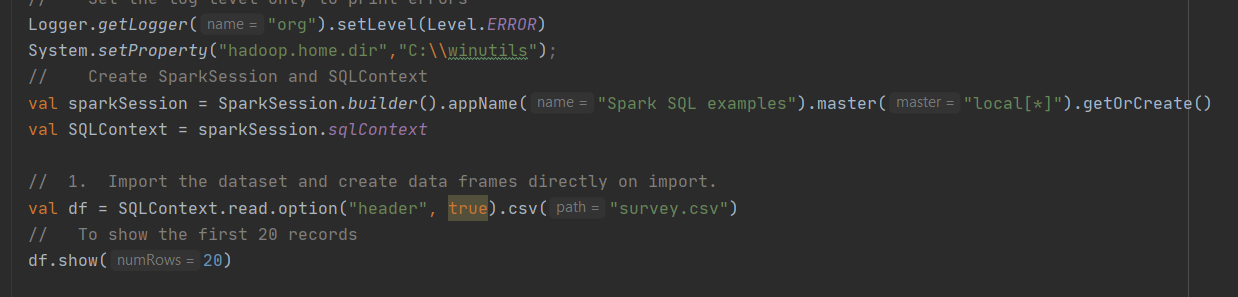 // Set the log level only to print errors
Logger.getLogger( name = "org").setLevel(Level.ERROR)
System.setProperty("hadoop.home.dir","C:\\winutils");
// Create SparkSession and SQLContext
val sparkSession = SparkSession.builder().appName( name = "Spark SQL examples").master( master = "local[*]").getOrCreate()
val SQLContext = sparkSession.sqlContext
// 1. Import the dataset and create data frames directly on import.
val df = SQLContext.read.option("header", true).csv( path = "survey.csv")
// To show the first 20 records
df.show( numRows = 20)